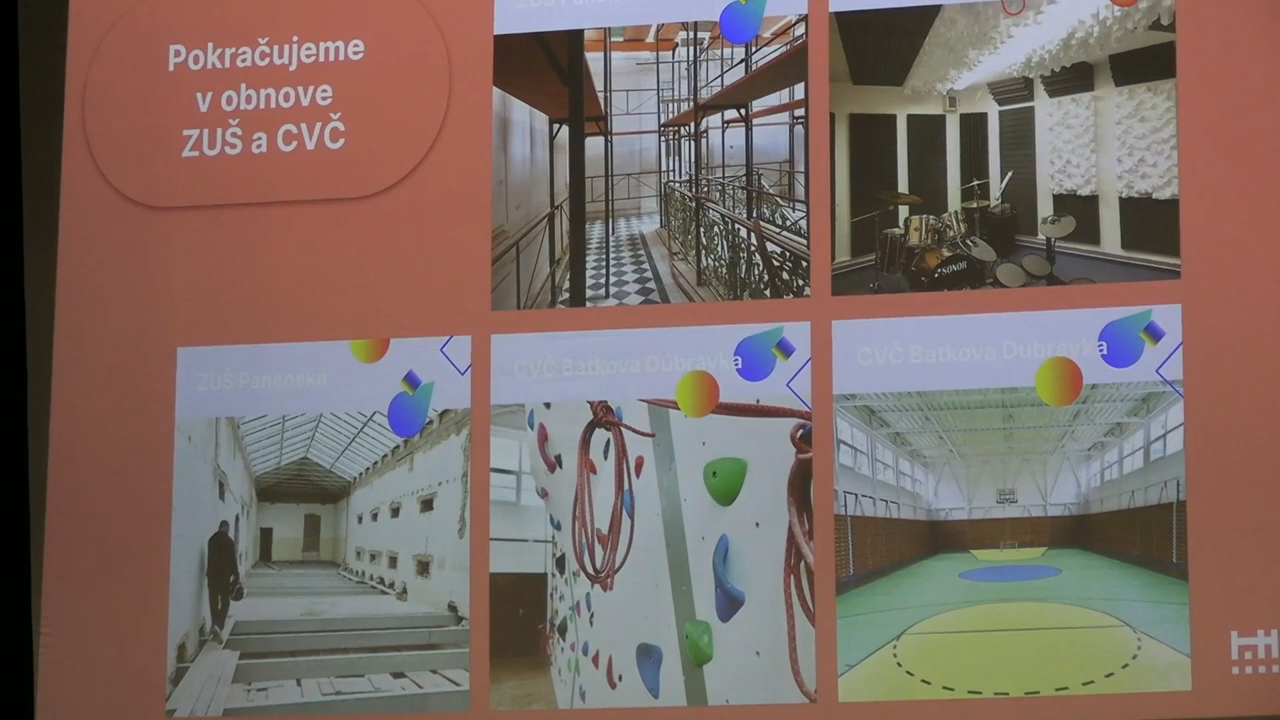 Pokračujeme
v obnove
ZUŠ a CVČ
SONOR
ZUŠ Panenská
CVČ Batkova Dúbravka
CVČ Batkova Dúbravka